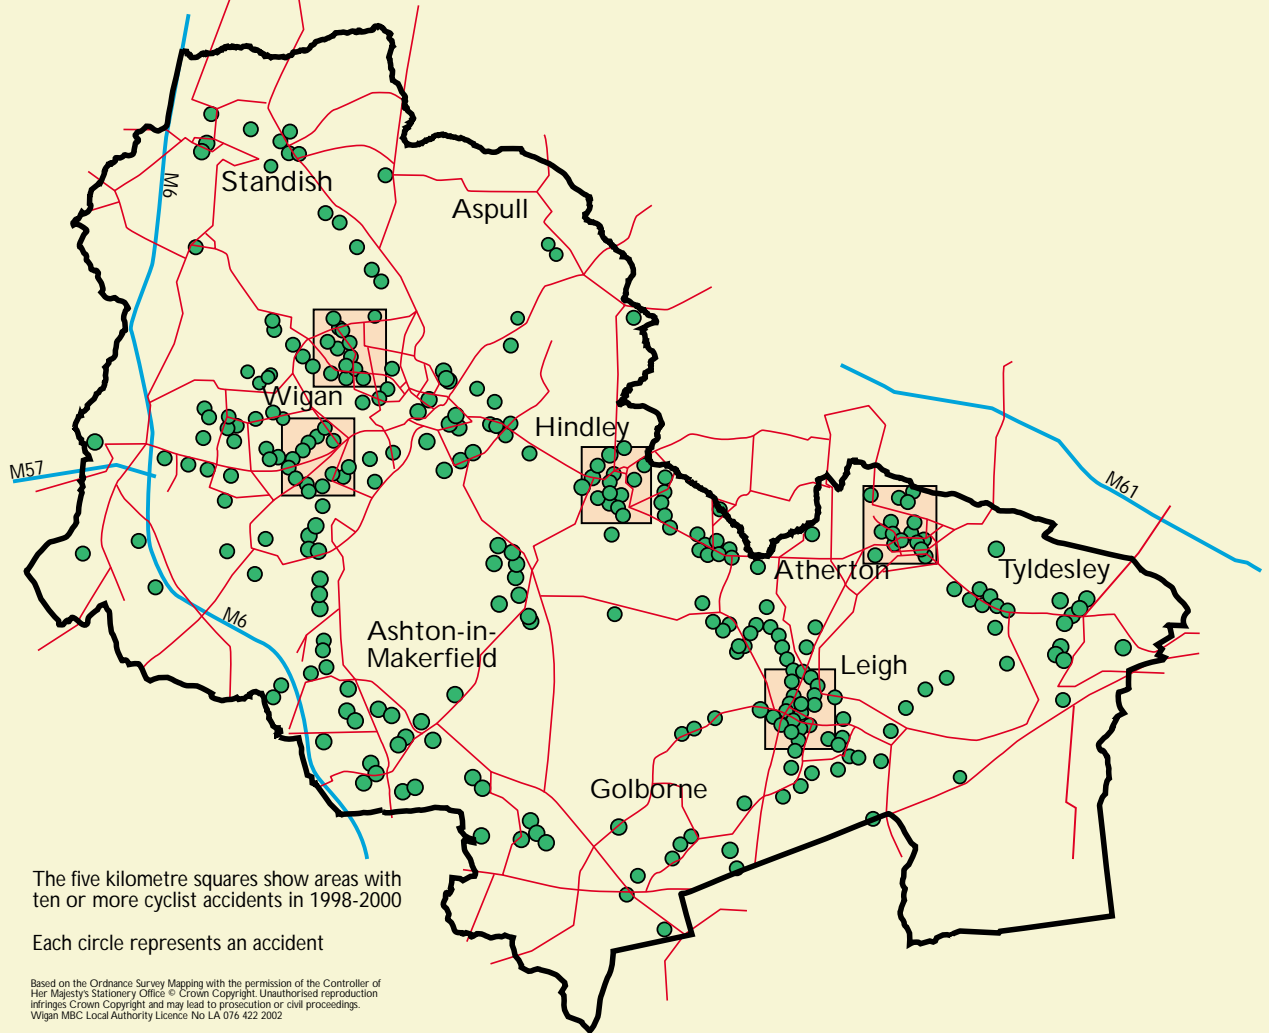 M6
Standish
Aspull
Wigan
Hindley
M57
M61
Atherton
Tyldesley
M6
Ashton-in-
Makerfield
Leigh
Golborne
The five kilometre squares show areas with
ten or more cyclist accidents in 1998-2000
Each circle represents an accident
Based on the Ordnance Survey Mapping with the permission of the Controller of
Her Majesty's Stationery Office © Crown Copyright. Unauthorised reproduction
infringes Crown Copyright and may lead to prosecution or civil proceedings.
Wigan MBC Local Authority Licence No LA 076 422 2002